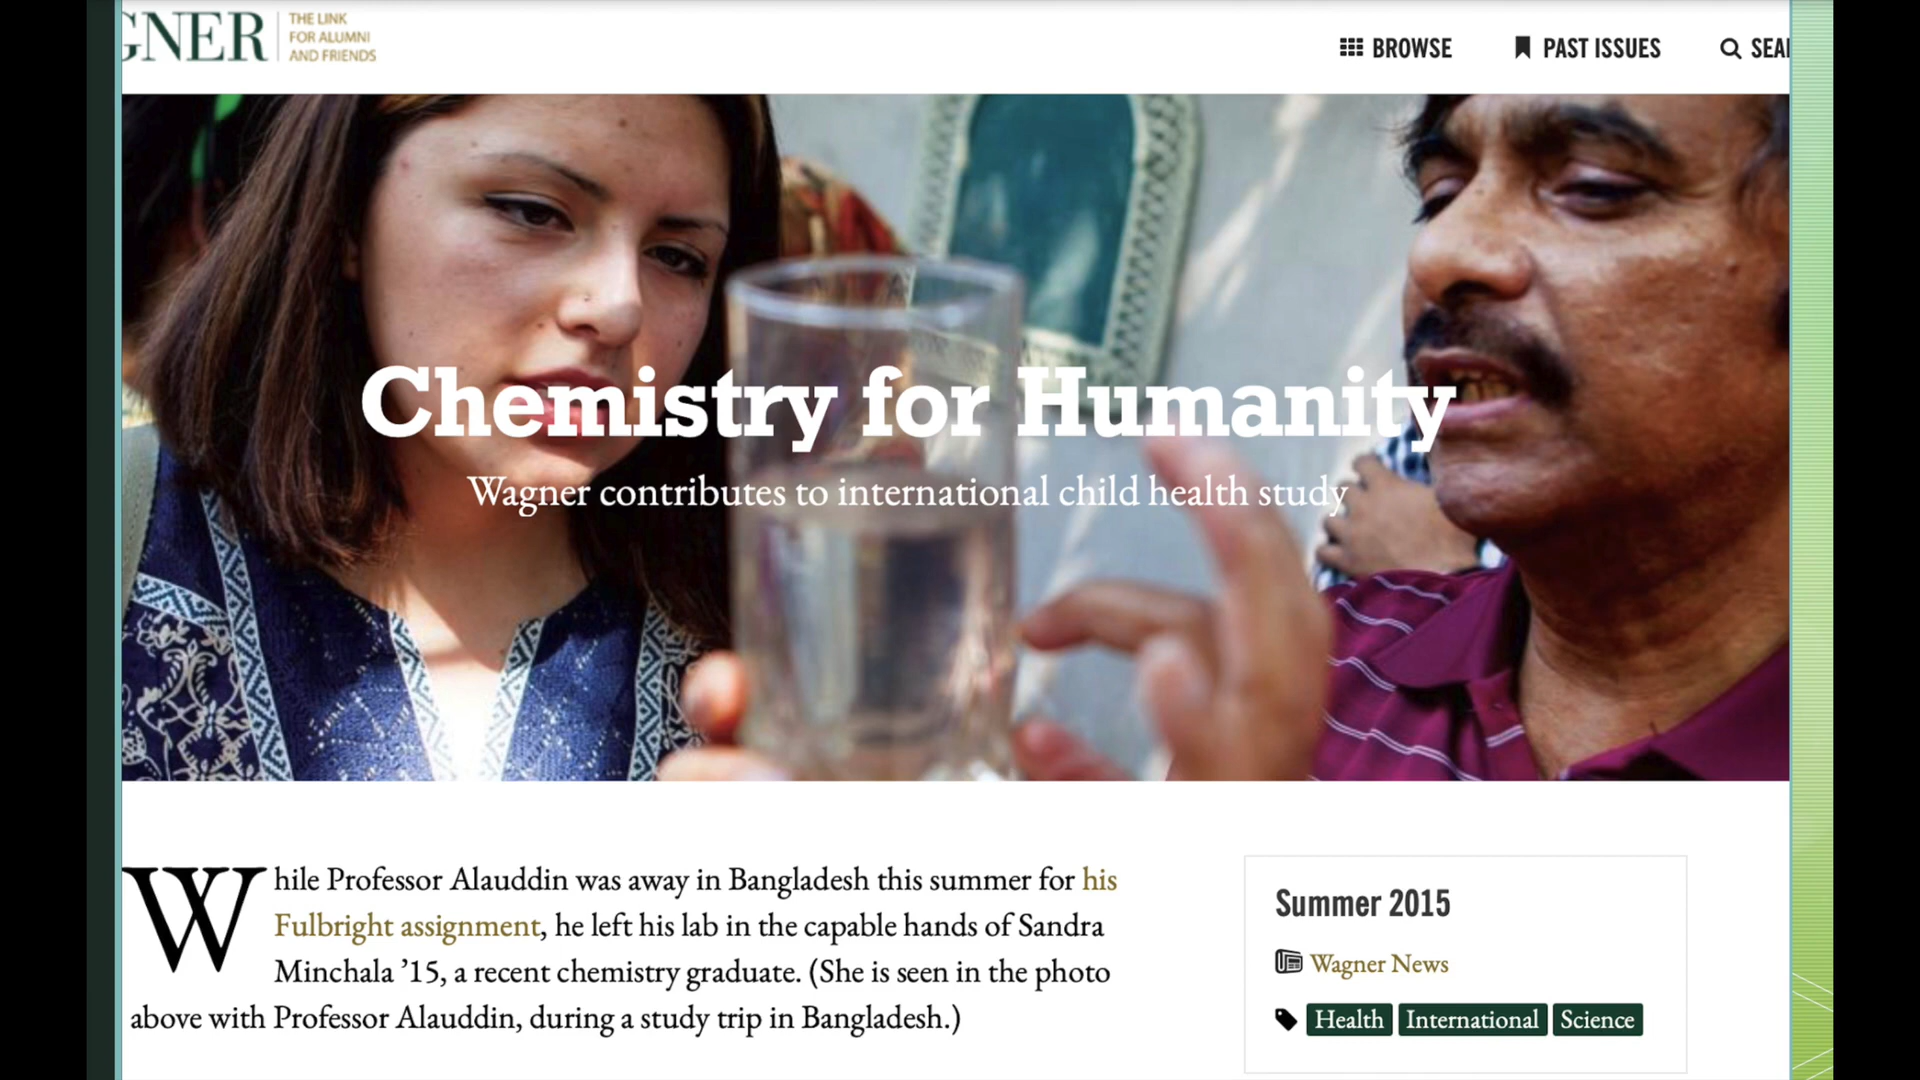 GNER
THE LINK
FOR ALUMNI
AND FRIENDS
BROWSE
PAST ISSUES
SEAR
Chemistry for Humanity
Wagner contributes to international child health study
While Professor Alauddin was away in Bangladesh this summer for his
Fulbright assignment, he left his lab in the capable hands of Sandra
Minchala ’15, a recent chemistry graduate. (She is seen in the photo
above with Professor Alauddin, during a study trip in Bangladesh.)
Summer 2015
Wagner News
Health International Science